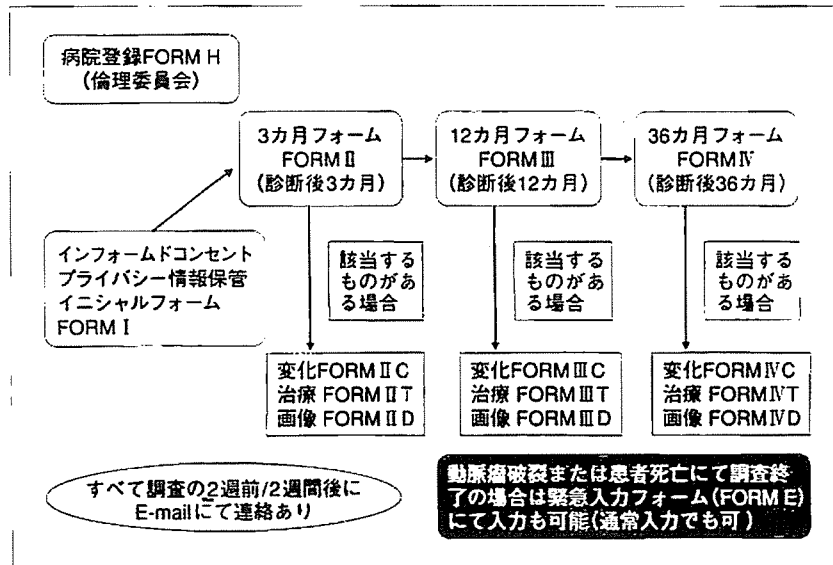 病院登録FORM H
(倫理委員会)
3カ月フォーム
FORMⅡ
(診断後3カ月)
12カ月フォーム
FORMⅢ
(診断後12カ月)
36カ月フォーム
FORMⅣ
(診断後36カ月)
インフォームドコンセント
プライバシー情報保管
イニシャルフォーム
FORMⅠ
該当する
ものがあ
る場合
該当する
ものがあ
る場合
該当する
ものがあ
る場合
変化FORMⅡC
治療 FORMⅡT
画像 FORMⅡD
変化FORMⅢC
治療 FORMⅢT
画像 FORMⅢD
変化FORMⅣC
治療 FORMⅣT
画像 FORMⅣD
すべて調査の2週前/2週間後に
E-mailにて連絡あり
動脈瘤破裂または患者死亡にて調査終
了の場合は緊急入力フォーム(FORM E)
にて入力も可能(通常入力でも可)